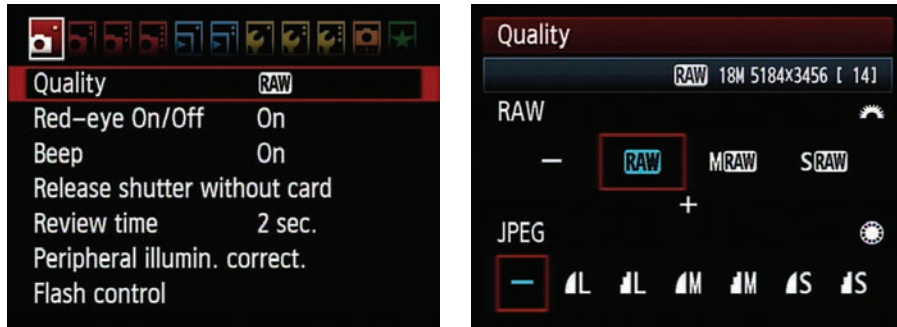 Quality RAW
Red-eye On/Off On
Beep On
Release shutter without card
Review time 2 sec.
Peripheral illumin. correct.
Flash control
Quality
RAW 18M 5184x3456 [ 14]
RAW
— RAW MRAW SRAW
+
JPEG
— L L M M S S